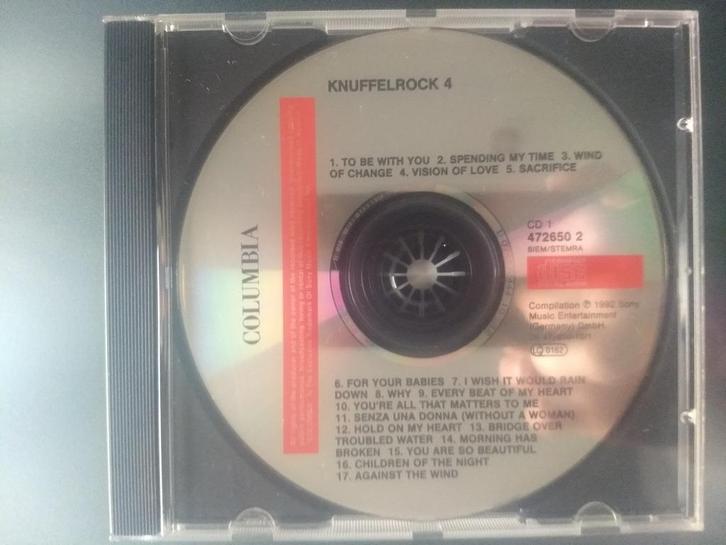 KNUFFELROCK 4
1. TO BE WITH YOU 2. SPENDING MY TIME 3. WIND
OF CHANGE 4. VISION OF LOVE 5. SACRIFICE
COLUMBIA
CD 1
472650 2
BIEM/STEMRA
Compilation ℗ 1992 Sony
Music Entertainment
(Germany) GmbH.
LC 0162
6. FOR YOUR BABIES 7. I WISH IT WOULD RAIN
DOWN 8. WHY 9. EVERY BEAT OF MY HEART
10. YOU'RE ALL THAT MATTERS TO ME
11. SENZA UNA DONNA (WITHOUT A WOMAN)
12. HOLD ON MY HEART 13. BRIDGE OVER
TROUBLED WATER 14. MORNING HAS
BROKEN 15. YOU ARE SO BEAUTIFUL
16. CHILDREN OF THE NIGHT
17. AGAINST THE WIND